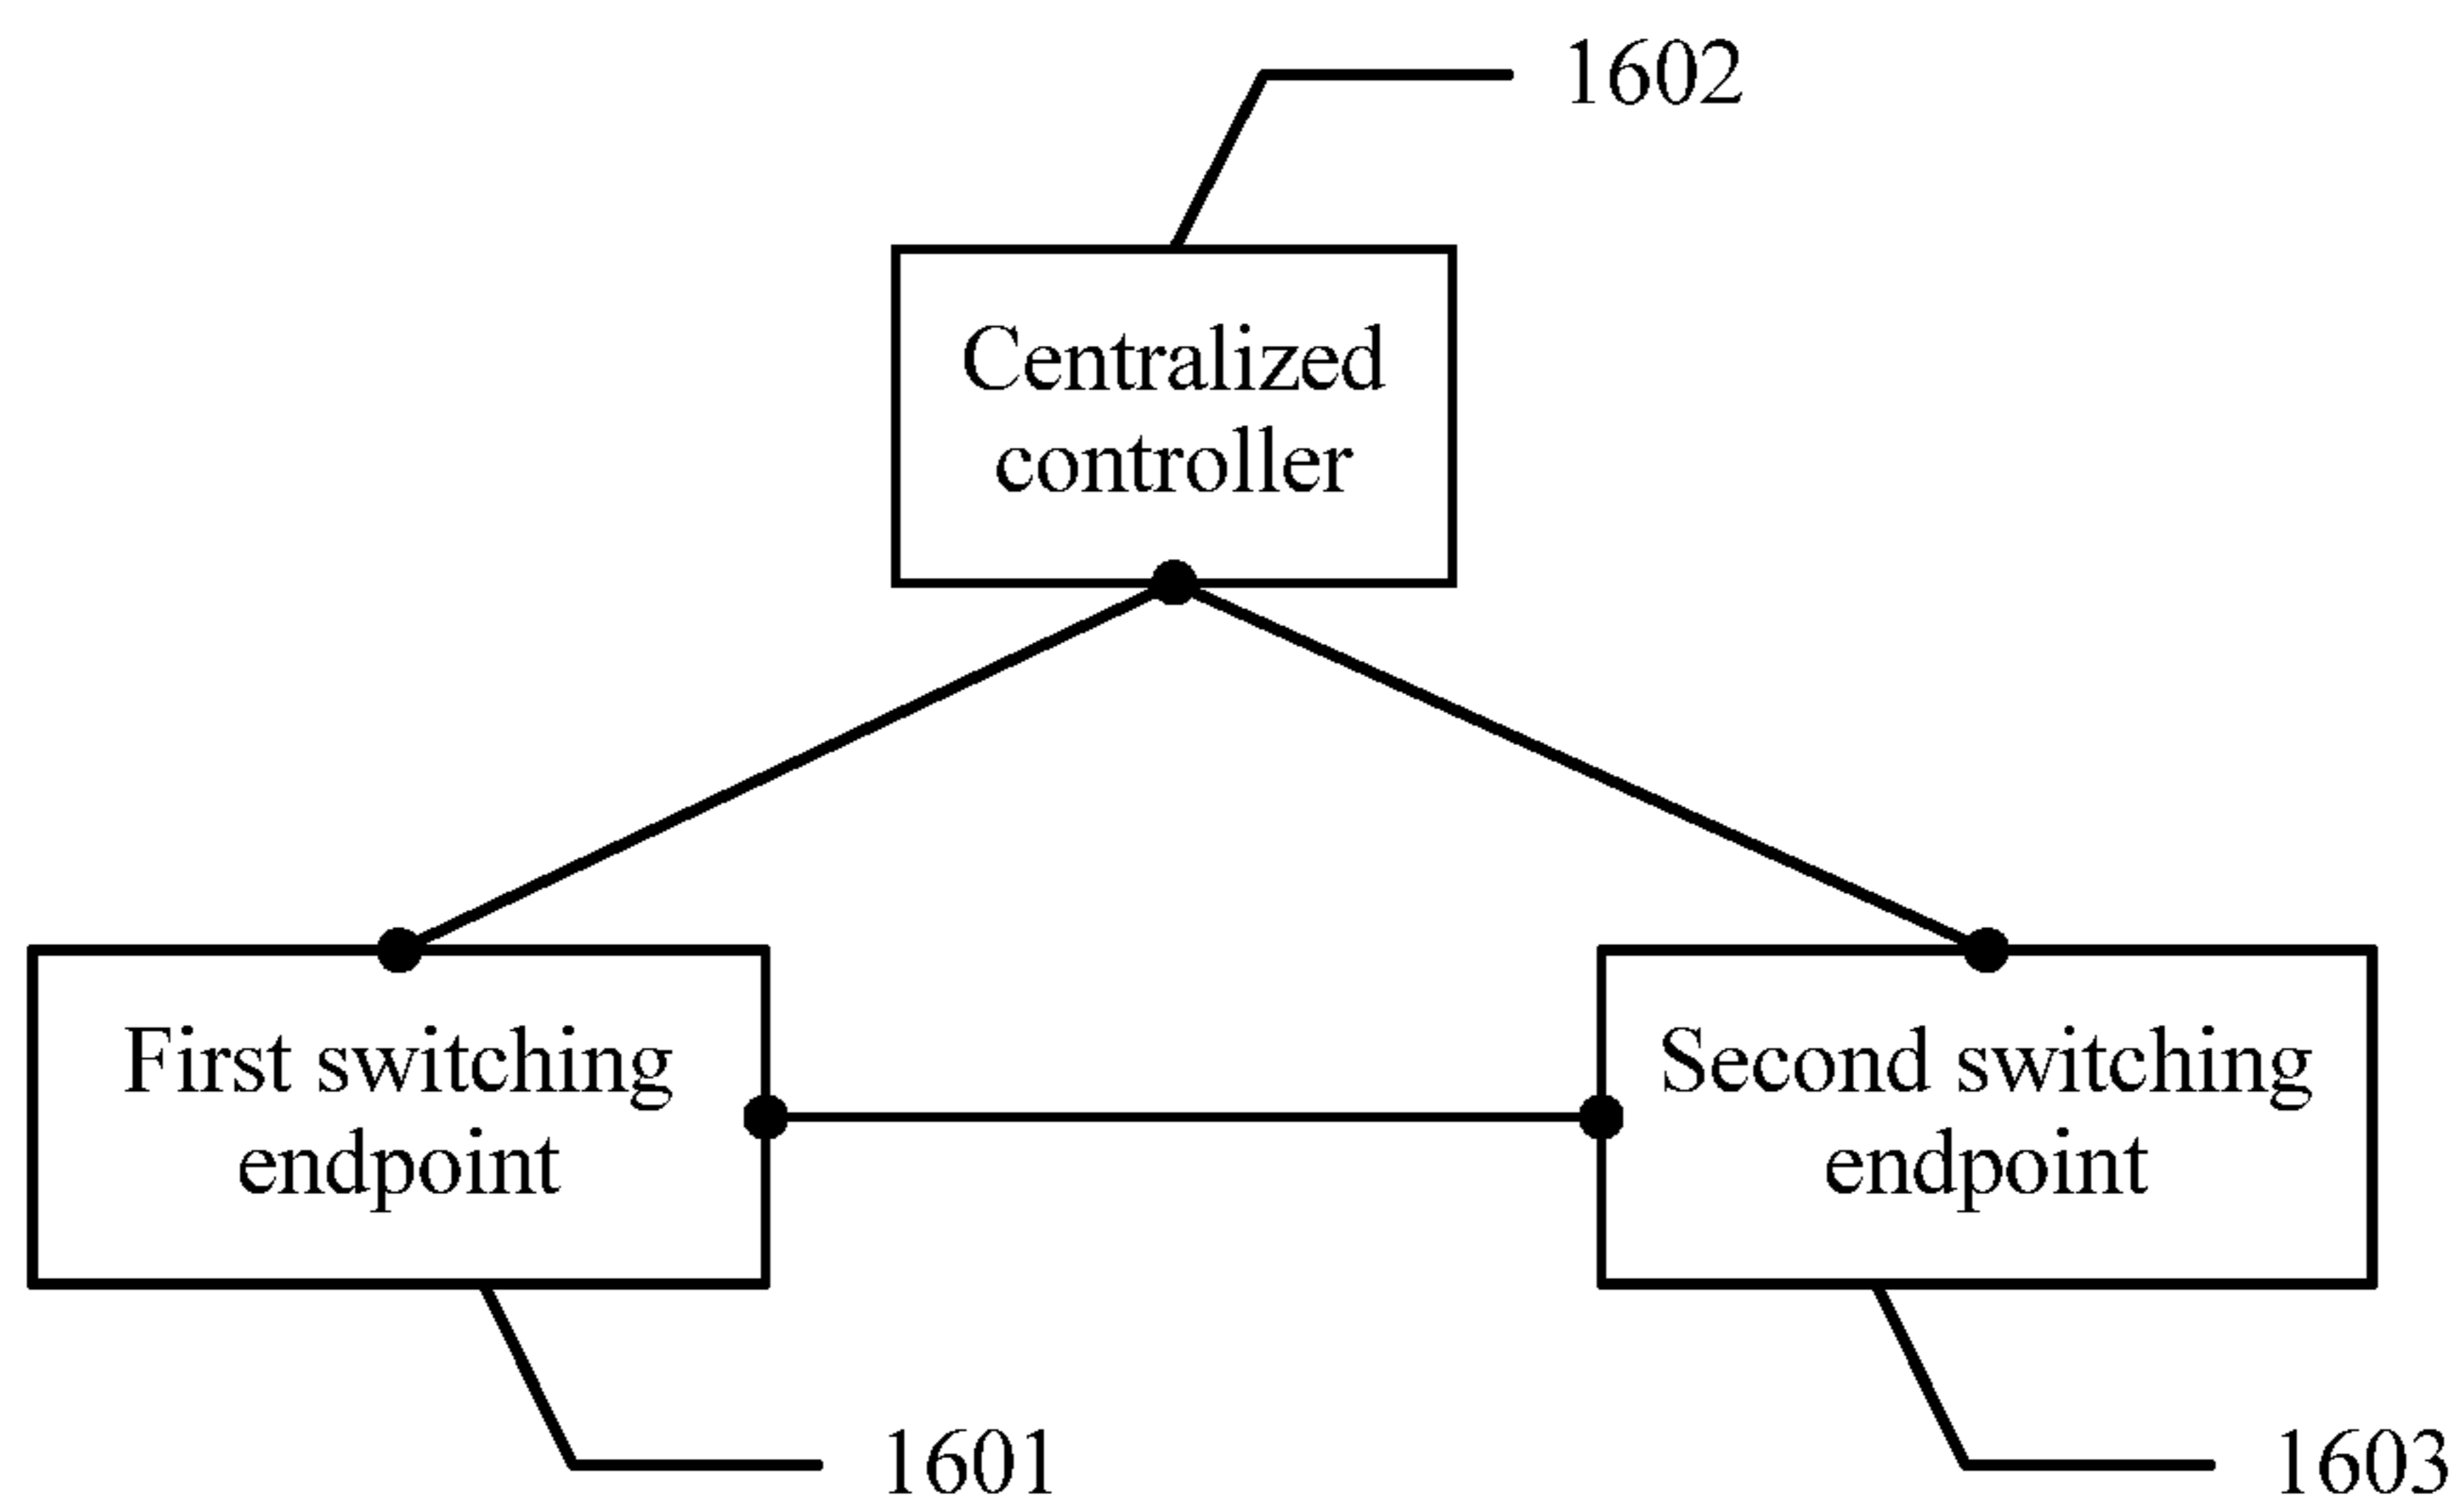 1602
Centralized
controller
First switching
endpoint
Second switching
endpoint
1601
1603